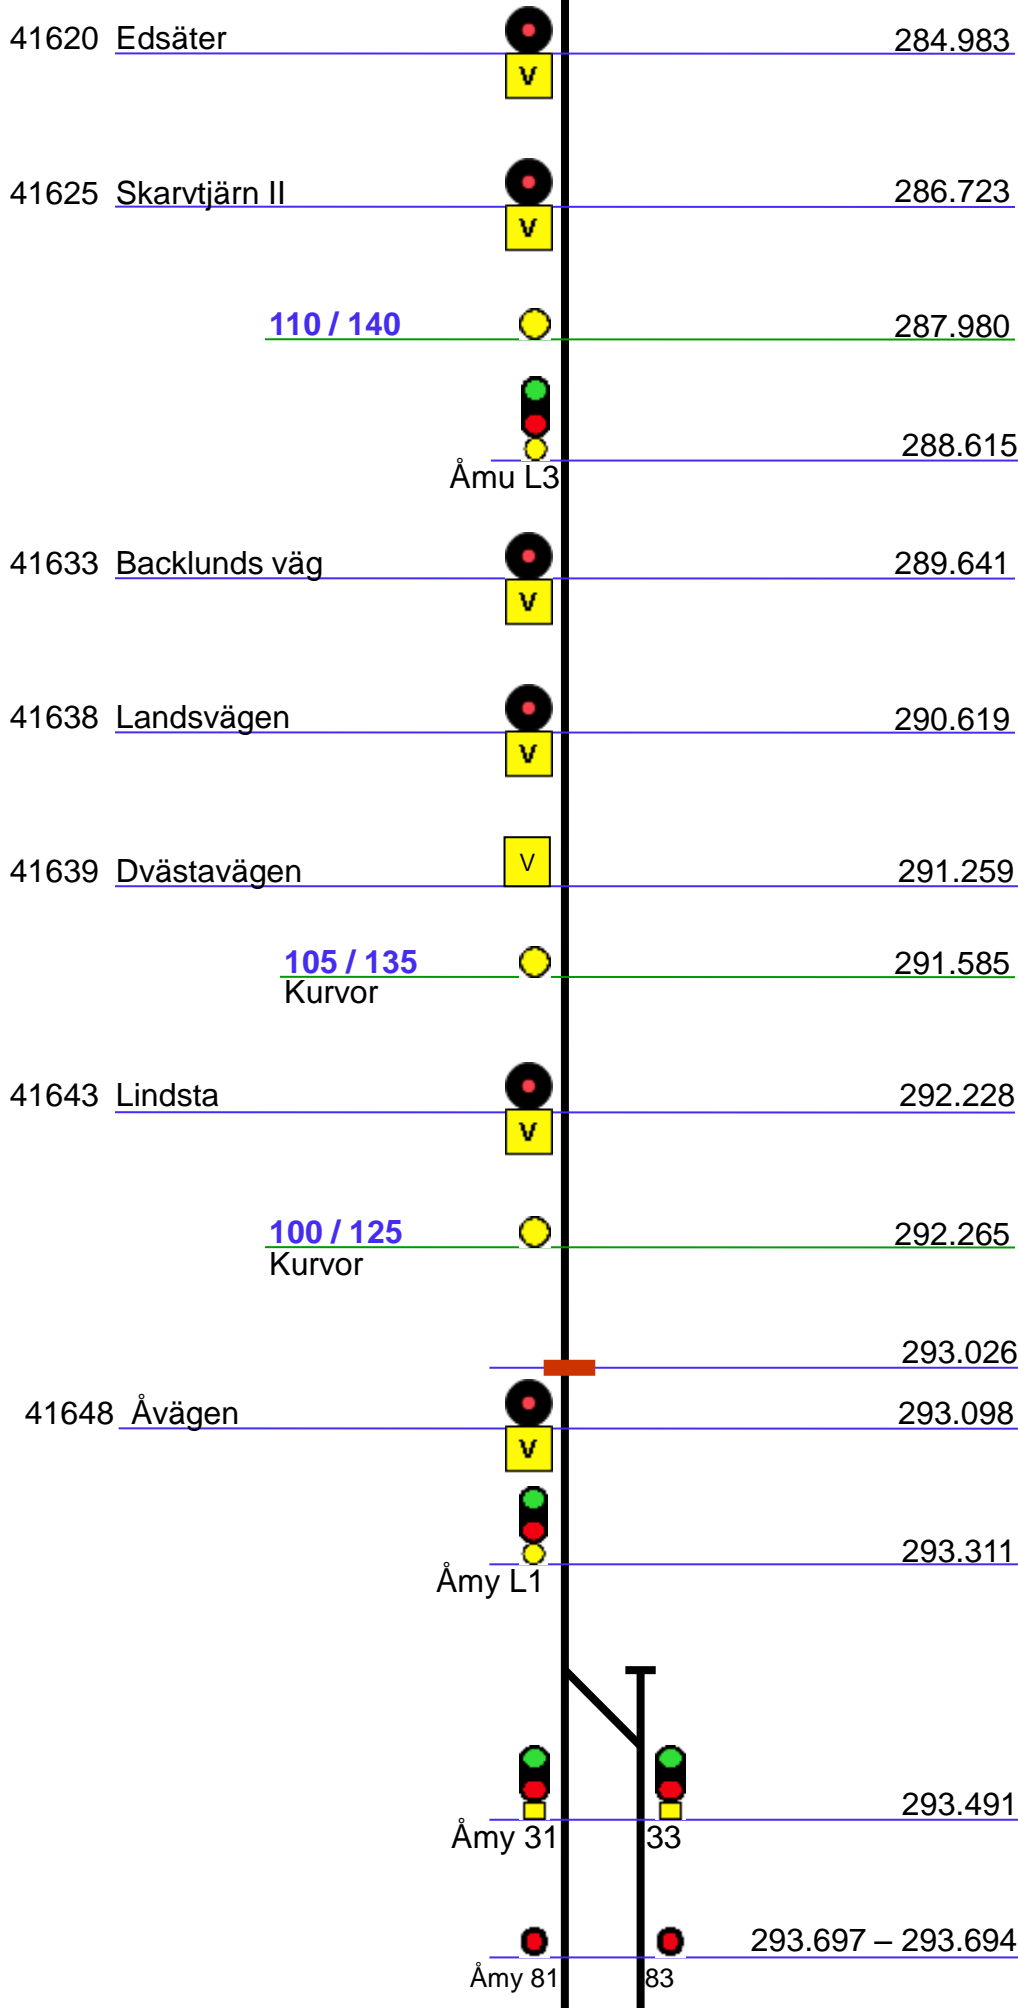 41620 Edsäter 284.983
V
41625 Skarvtjärn II 286.723
V
110 / 140 287.980
288.615
Åmu L3
41633 Backlunds väg 289.641
V
41638 Landsvägen 290.619
V
41639 Dvästavägen V 291.259
105 / 135 291.585
Kurvor
41643 Lindsta 292.228
V
100 / 125 292.265
Kurvor
293.026
41648 Åvägen 293.098
V
293.311
Åmy L1
293.491
Åmy 31 33
293.697 – 293.694
Åmy 81 83